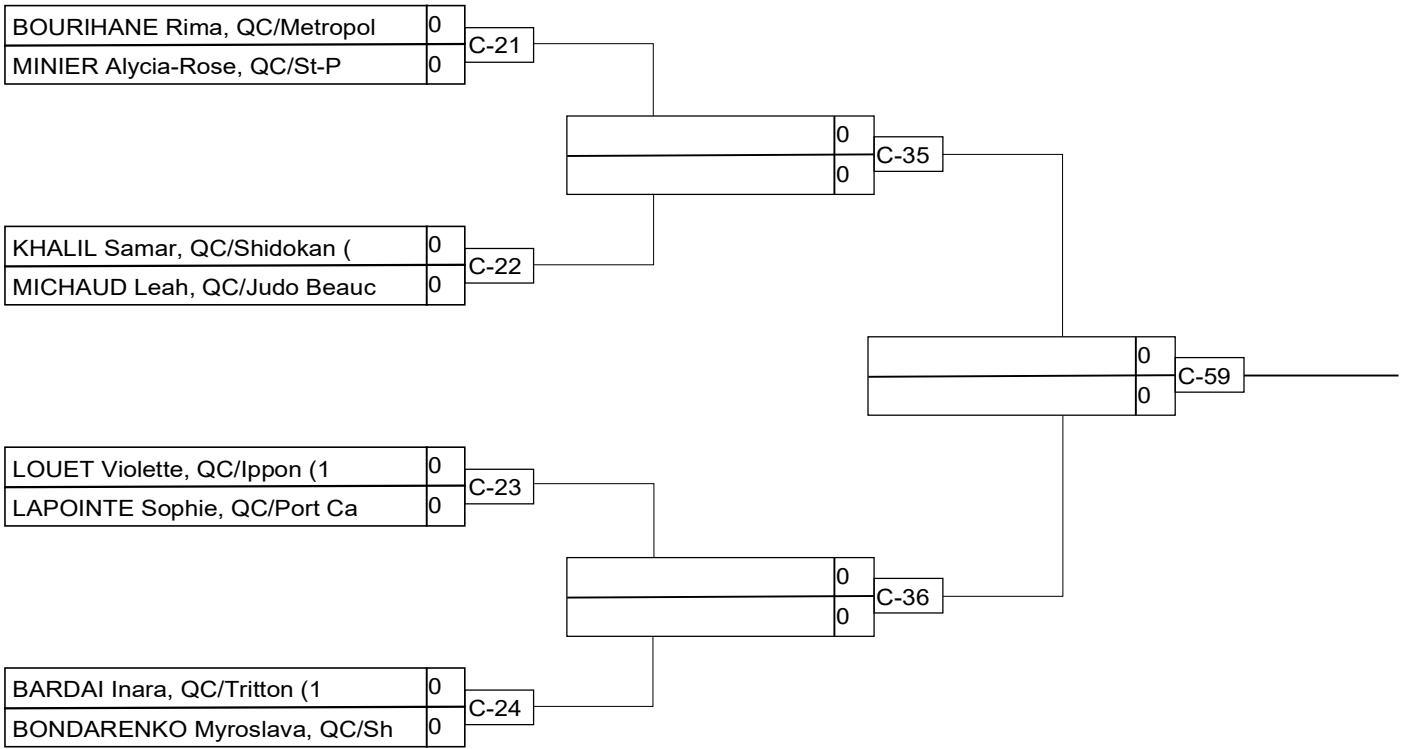 BOURIHANE Rima, QC/Metropol 0
C-21
MINIER Alycia-Rose, QC/St-P 0
0
C-35
0
KHALIL Samar, QC/Shidokan ( 0
C-22
MICHAUD Leah, QC/Judo Beauc 0
0
C-59
0
LOUET Violette, QC/Ippon (1 0
C-23
LAPOINTE Sophie, QC/Port Ca 0
0
C-36
0
BARDAI Inara, QC/Tritton (1 0
C-24
BONDARENKO Myroslava, QC/Sh 0